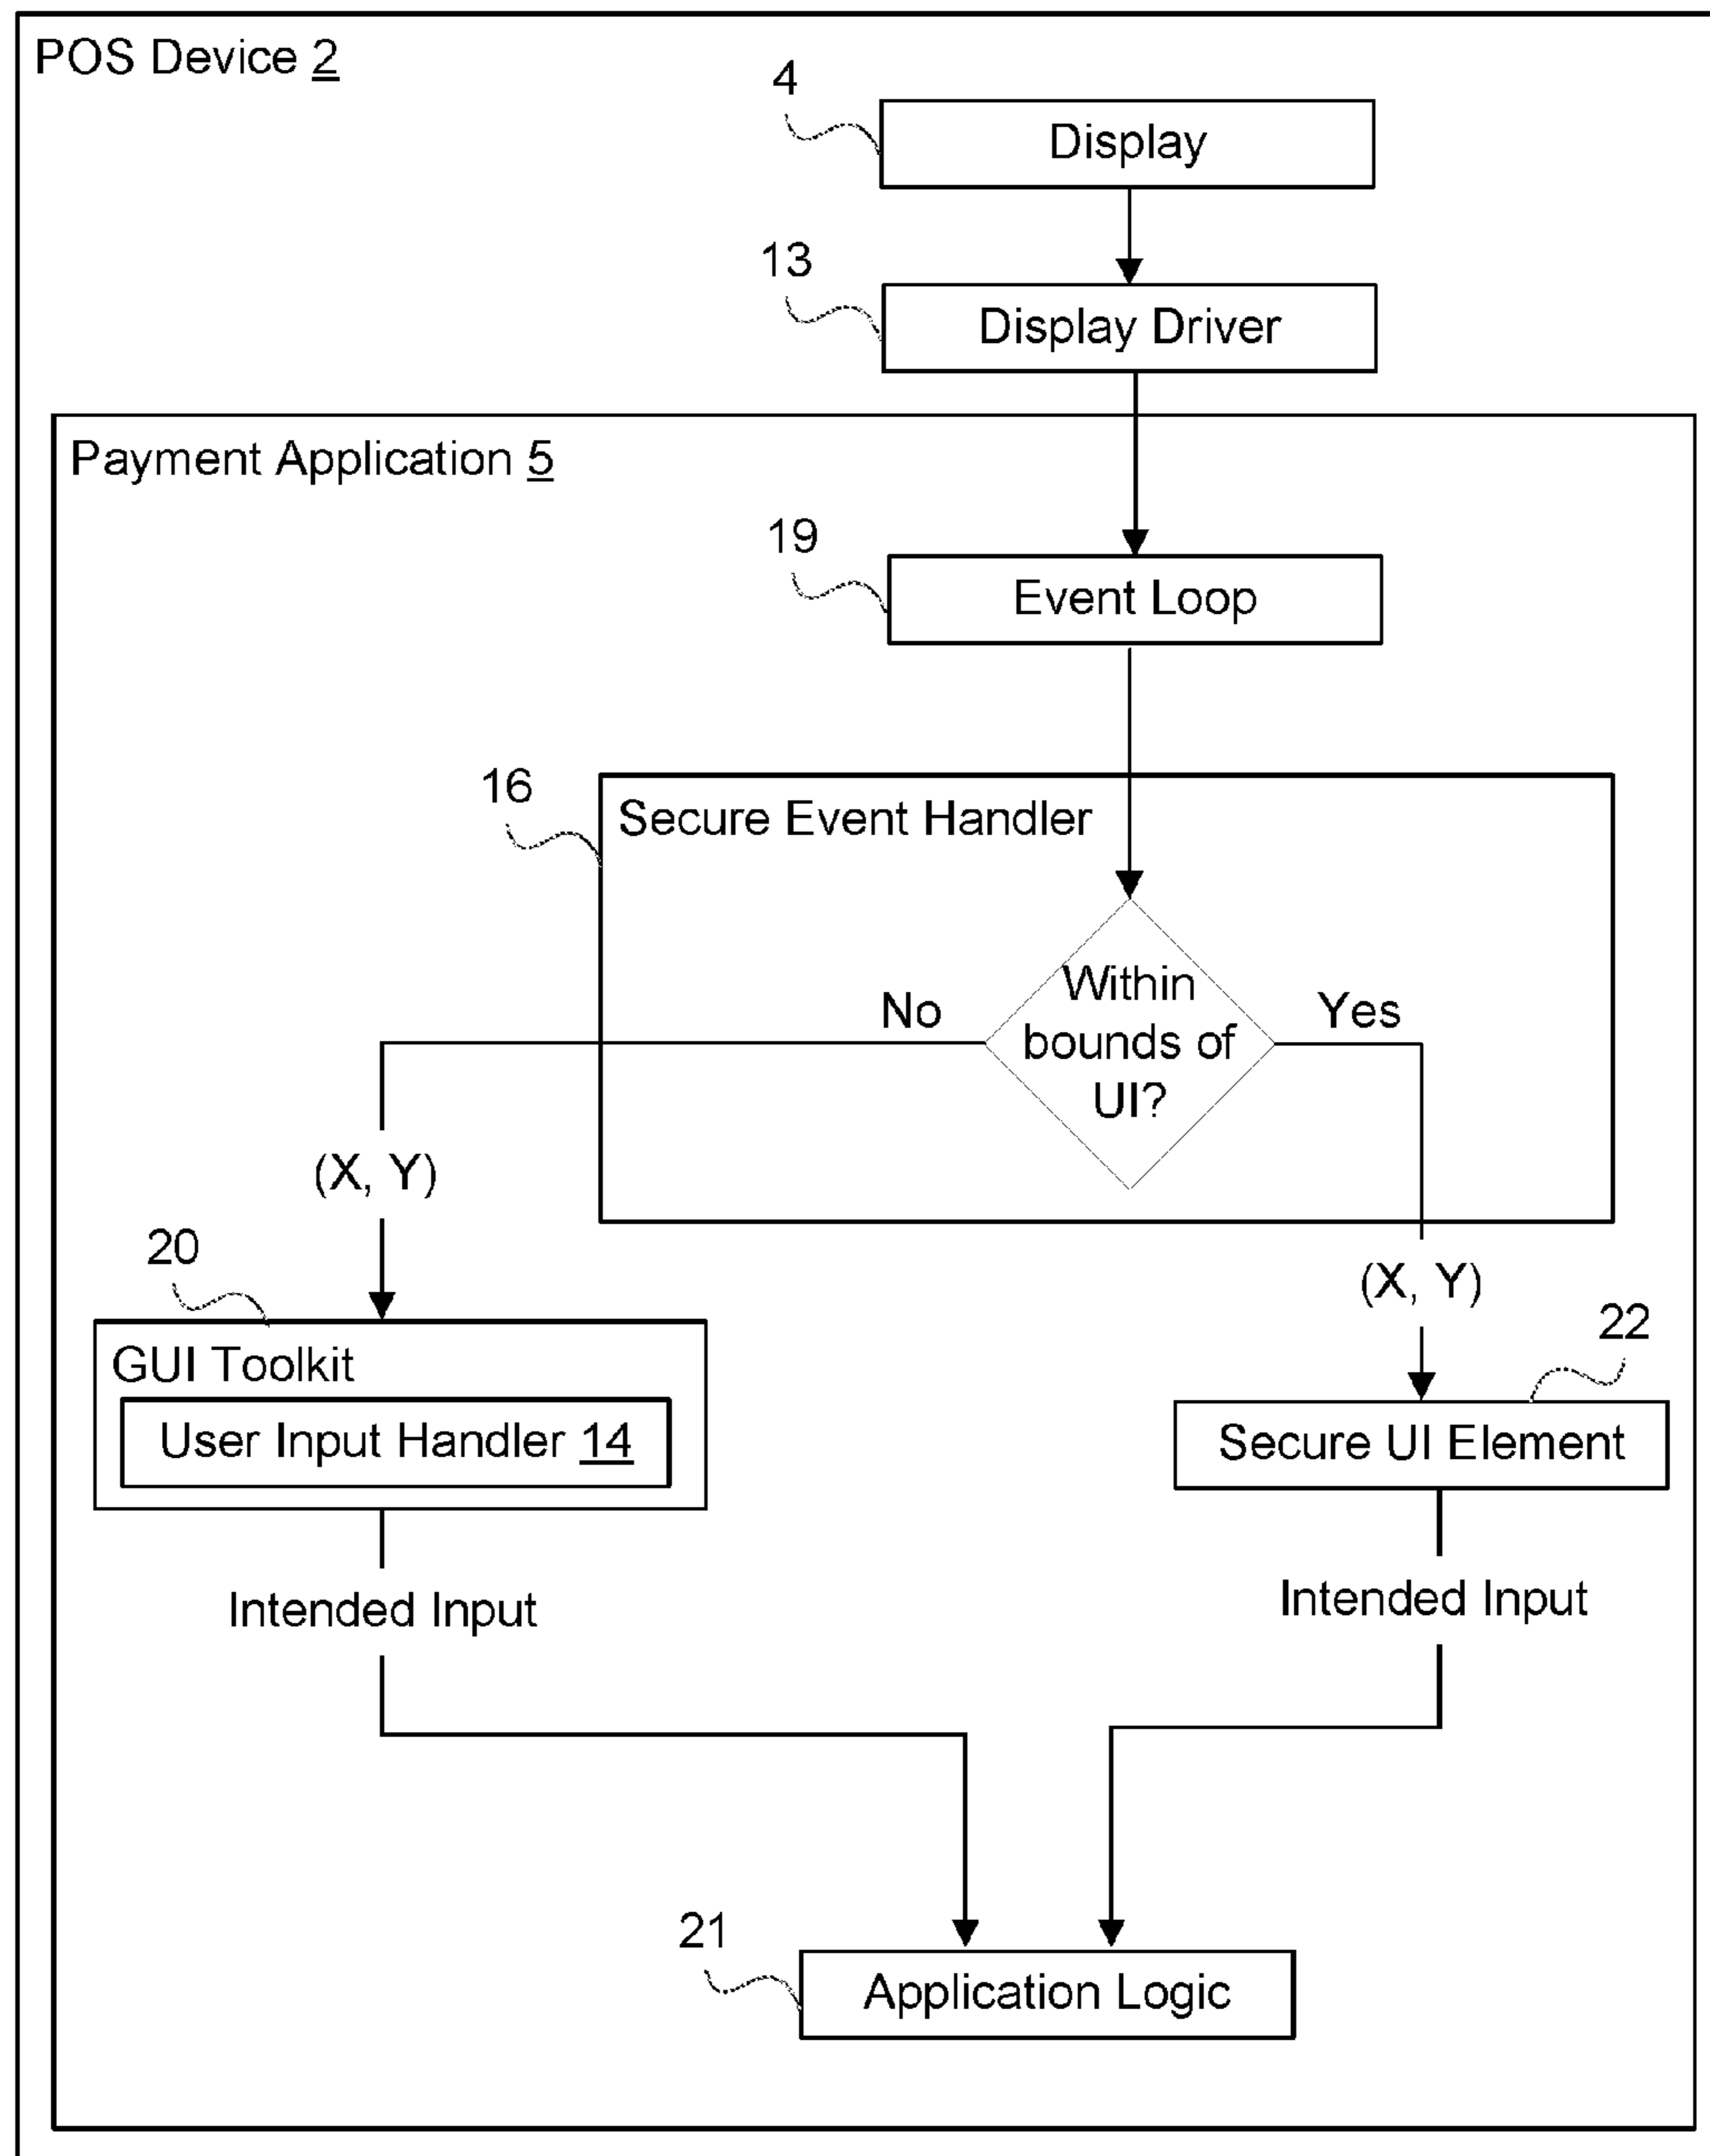 POS Device 2
4
Display
13
Display Driver
Payment Application 5
19
Event Loop
16
Secure Event Handler
Within
bounds of
UI?
No
Yes
(X, Y)
(X, Y)
20
GUI Toolkit
User Input Handler 14
22
Secure UI Element
Intended Input
Intended Input
21
Application Logic